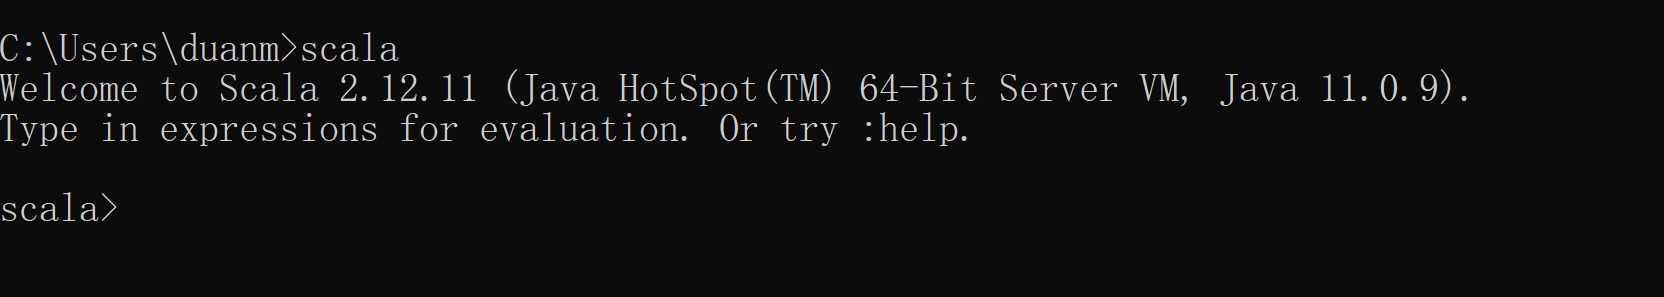 C:\Users\duanm>scala
Welcome to Scala 2.12.11 (Java HotSpot(TM) 64-Bit Server VM, Java 11.0.9).
Type in expressions for evaluation. Or try :help.
scala>